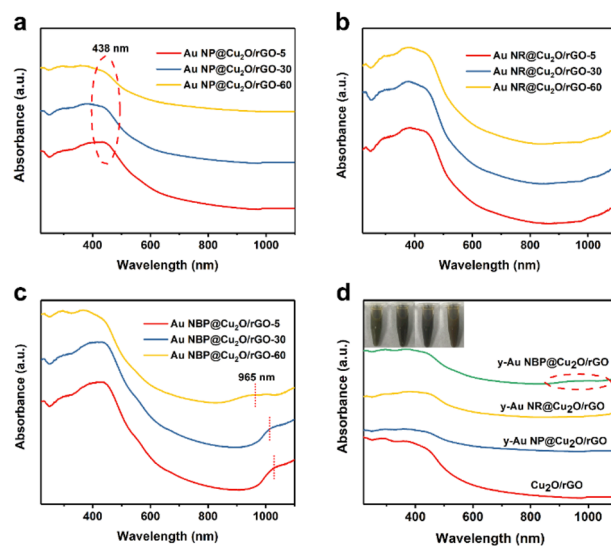 a
438 nm
Au NP@Cu₂O/rGO-5
Au NP@Cu₂O/rGO-30
Au NP@Cu₂O/rGO-60
Absorbance (a.u.)
400 600 800 1000
Wavelength (nm)
b
Au NR@Cu₂O/rGO-5
Au NR@Cu₂O/rGO-30
Au NR@Cu₂O/rGO-60
Absorbance (a.u.)
400 600 800 1000
Wavelength (nm)
c
Au NBP@Cu₂O/rGO-5
Au NBP@Cu₂O/rGO-30
Au NBP@Cu₂O/rGO-60
965 nm
Absorbance (a.u.)
400 600 800 1000
Wavelength (nm)
d
y-Au NBP@Cu₂O/rGO
y-Au NR@Cu₂O/rGO
y-Au NP@Cu₂O/rGO
Cu₂O/rGO
Absorbance (a.u.)
400 600 800 1000
Wavelength (nm)